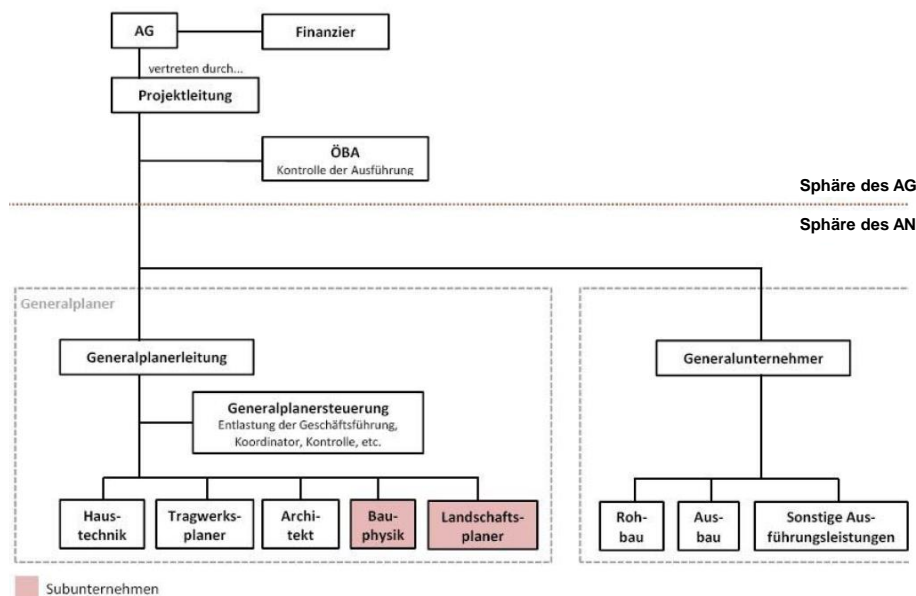 AG
Finanzier
vertreten durch...
Projektleitung
ÖBA
Kontrolle der Ausführung
Sphäre des AG
Sphäre des AN
Generalplaner
Generalplanerleitung
Generalunternehmer
Generalplanersteuerung
Entlastung der Geschäftsführung,
Koordinator, Kontrolle, etc.
Haus-
technik
Tragwerks-
planer
Archi-
tekt
Bau-
physik
Landschafts-
planer
Roh-
bau
Aus-
bau
Sonstige Aus-
führungsleistungen
Subunternehmen